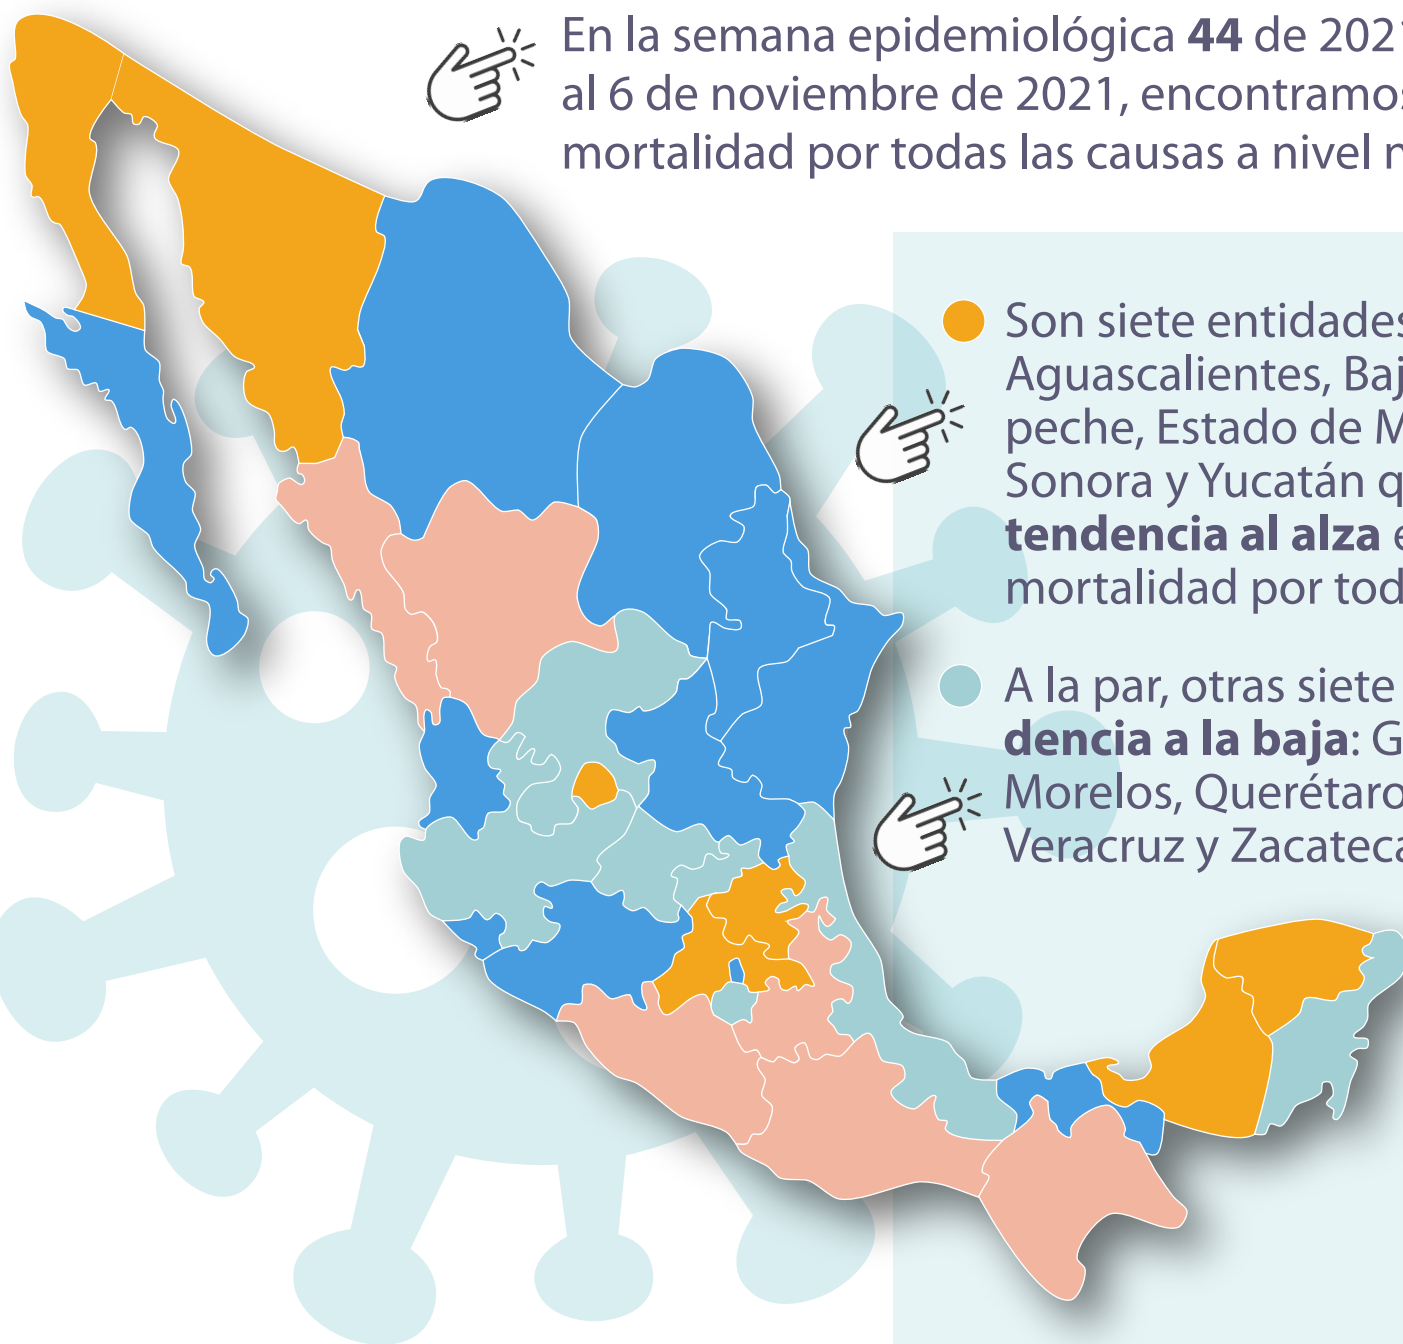 En la semana epidemiológica 44 de 202
al 6 de noviembre de 2021, encontramos
mortalidad por todas las causas a nivel
Son siete entidades
Aguascalientes, Baj
peche, Estado de M
Sonora y Yucatán q
tendencia al alza e
mortalidad por tod
A la par, otras siete
dencia a la baja: G
Morelos, Querétaro
Veracruz y Zacateca